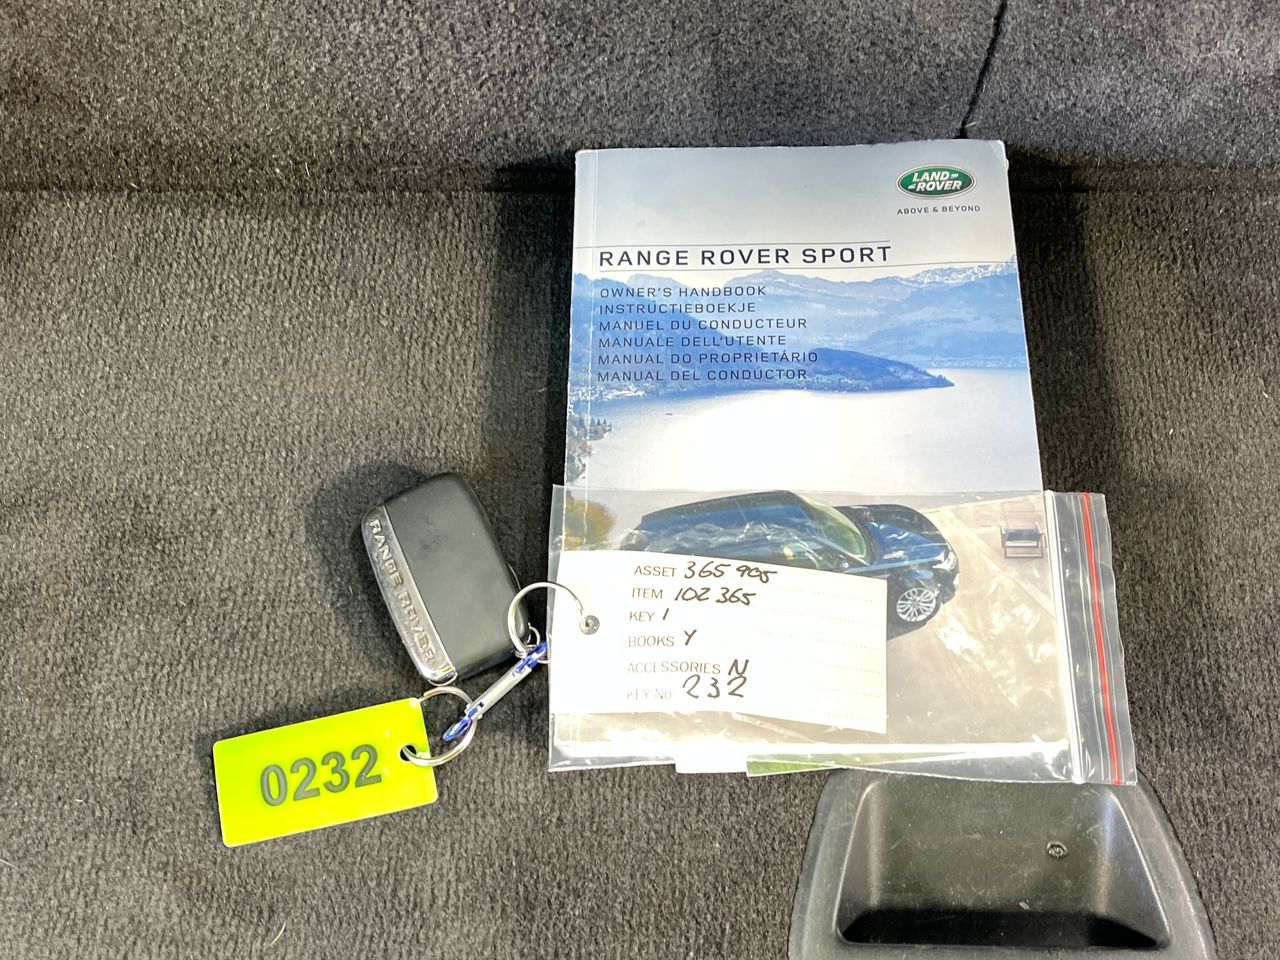 LAND-
-ROVER
ABOVE & BEYOND
RANGE ROVER SPORT
OWNER'S HANDBOOK
INSTRUCTIEBOEKJE
MANUEL DU CONDUCTEUR
MANUALE DELL'UTENTE
MANUAL DO PROPRIETÁRIO
MANUAL DEL CONDUCTOR
RANGE ROVER
ASSET 365 905
ITEM 102 365
KEY 1
BOOKS Y
ACCESSORIES N
KEY No 232
0232